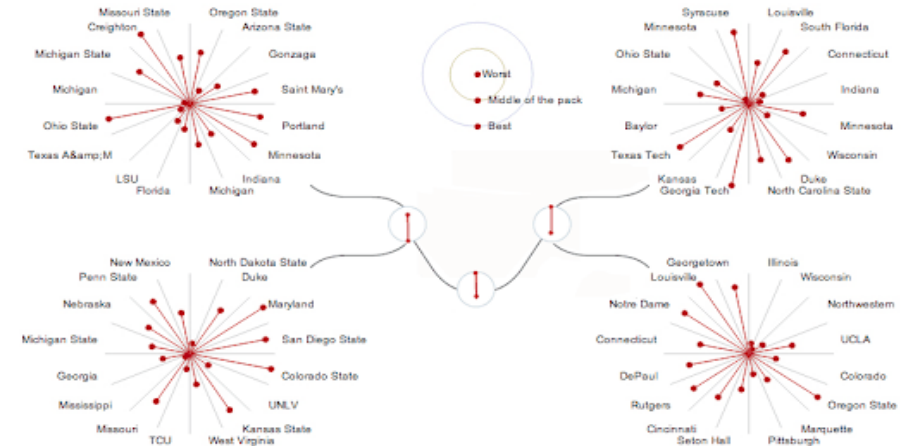 Missouri State
Oregon State
Creighton
Arizona State
Michigan State
Gonzaga
Michigan
Saint Mary's
Ohio State
Portland
Texas A&amp;M
Minnesota
LSU
Indiana
Florida
Michigan
Worst
Middle of the pack
Best
Syracuse
Louisville
Minnesota
South Florida
Ohio State
Connecticut
Michigan
Indiana
Baylor
Minnesota
Texas Tech
Wisconsin
Kansas
Duke
Georgia Tech
North Carolina State
New Mexico
North Dakota State
Penn State
Duke
Nebraska
Maryland
Michigan State
San Diego State
Georgia
Colorado State
Mississippi
UNLV
Missouri
Kansas State
TCU
West Virginia
Georgetown
Illinois
Louisville
Wisconsin
Notre Dame
Northwestern
Connecticut
UCLA
DePaul
Colorado
Rutgers
Oregon State
Cincinnati
Marquette
Seton Hall
Pittsburgh